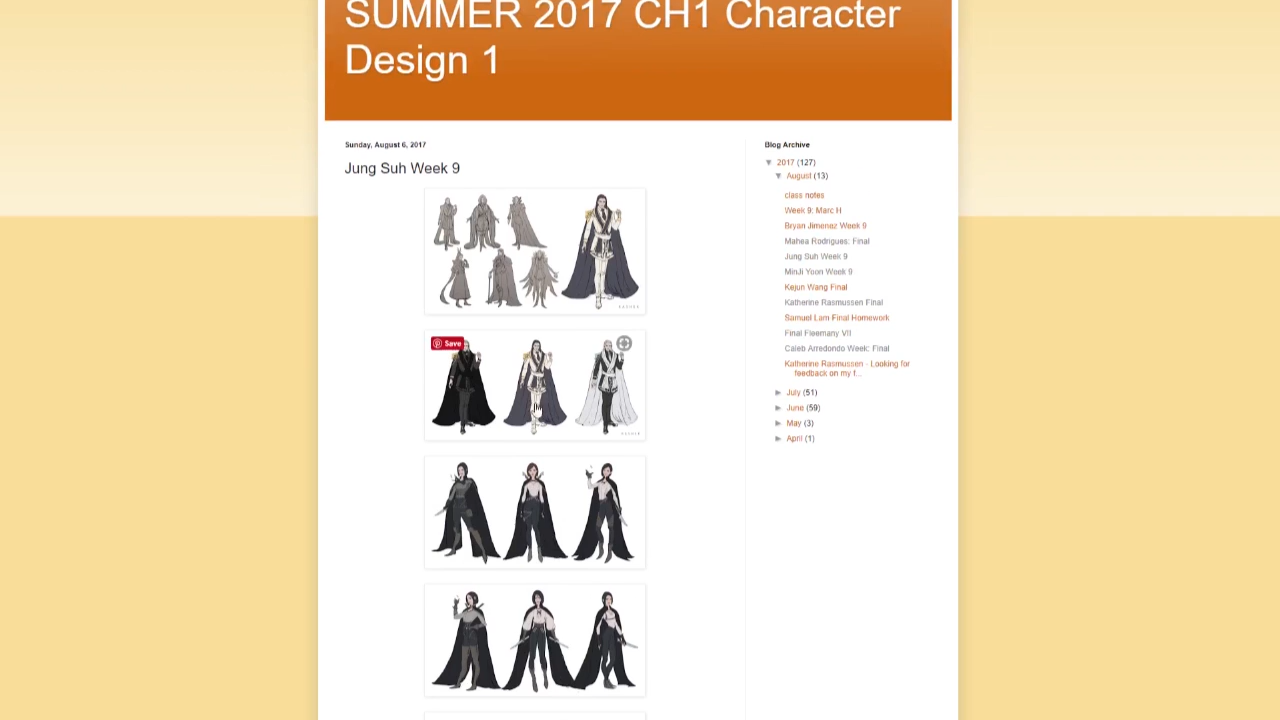 SUMMER 2017 CH1 Character
Design 1
Sunday, August 6, 2017
Jung Suh Week 9
Save
Blog Archive
▼ 2017 (127)
▼ August (13)
class notes
Week 9: Marc H
Bryan Jimenez Week 9
Mahea Rodrigues: Final
Jung Suh Week 9
MinJi Yoon Week 9
Kejun Wang Final
Katherine Rasmussen Final
Samuel Lam Final Homework
Final Fleemany VII
Caleb Arredondo Week: Final
Katherine Rasmussen - Looking for
feedback on my f...
► July (51)
► June (59)
► May (3)
► April (1)